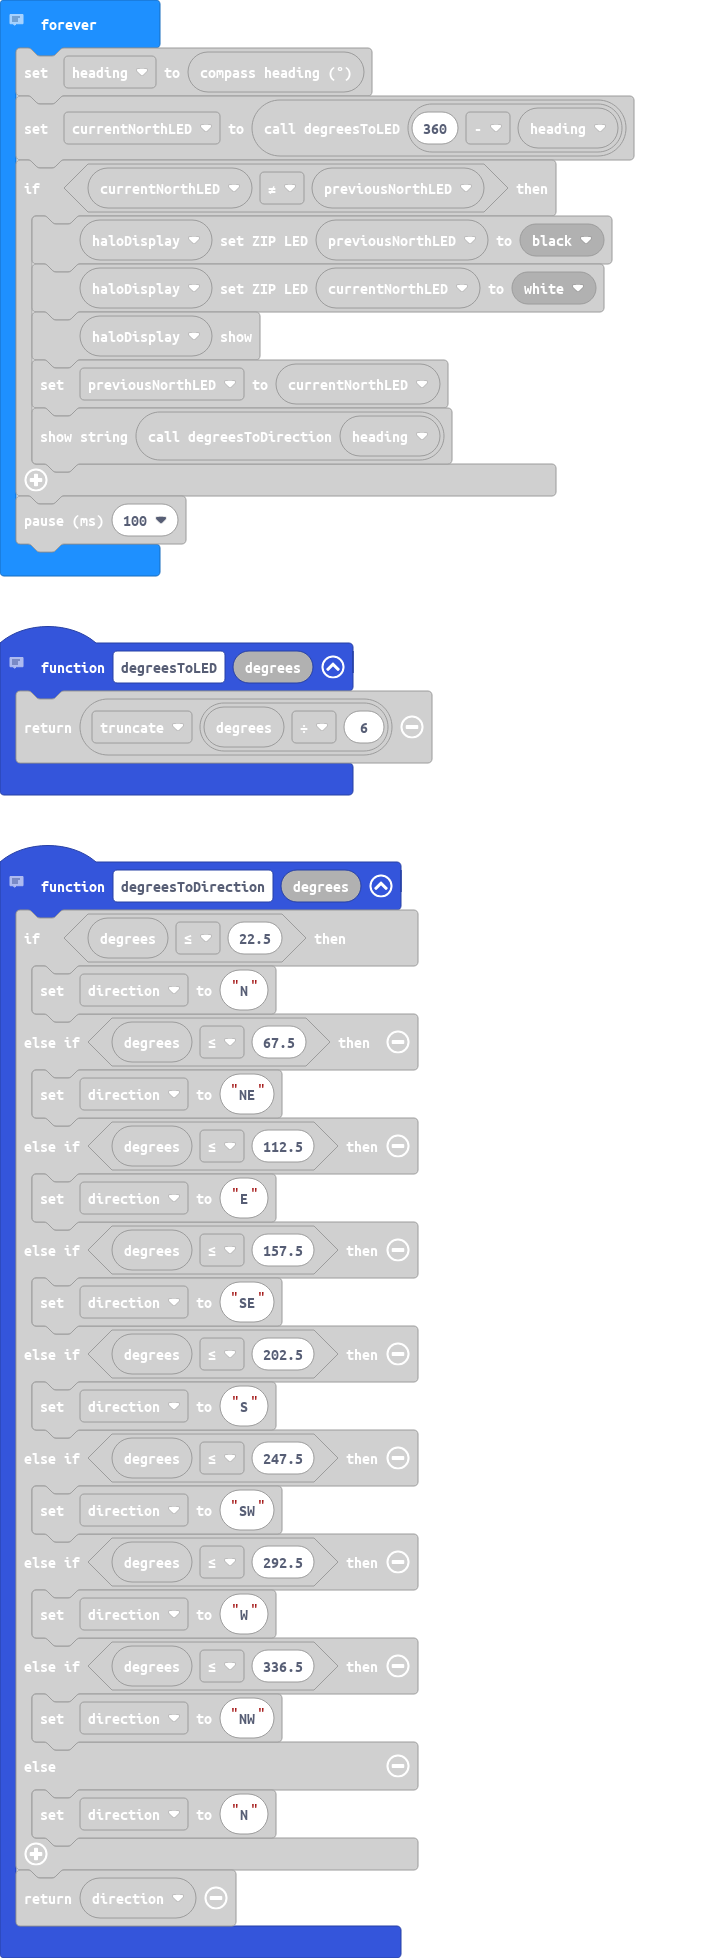 forever
set heading to compass heading (°)
set currentNorthLED to call degreesToLED 360 - heading
if currentNorthLED ≠ previousNorthLED then
haloDisplay set ZIP LED previousNorthLED to black
haloDisplay set ZIP LED currentNorthLED to white
haloDisplay show
set previousNorthLED to currentNorthLED
show string call degreesToDirection heading
pause (ms) 100
function degreesToLED degrees
return truncate degrees ÷ 6
function degreesToDirection degrees
if degrees ≤ 22.5 then
set direction to "N"
else if degrees ≤ 67.5 then
set direction to "NE"
else if degrees ≤ 112.5 then
set direction to "E"
else if degrees ≤ 157.5 then
set direction to "SE"
else if degrees ≤ 202.5 then
set direction to "S"
else if degrees ≤ 247.5 then
set direction to "SW"
else if degrees ≤ 292.5 then
set direction to "W"
else if degrees ≤ 336.5 then
set direction to "NW"
else
set direction to "N"
return direction